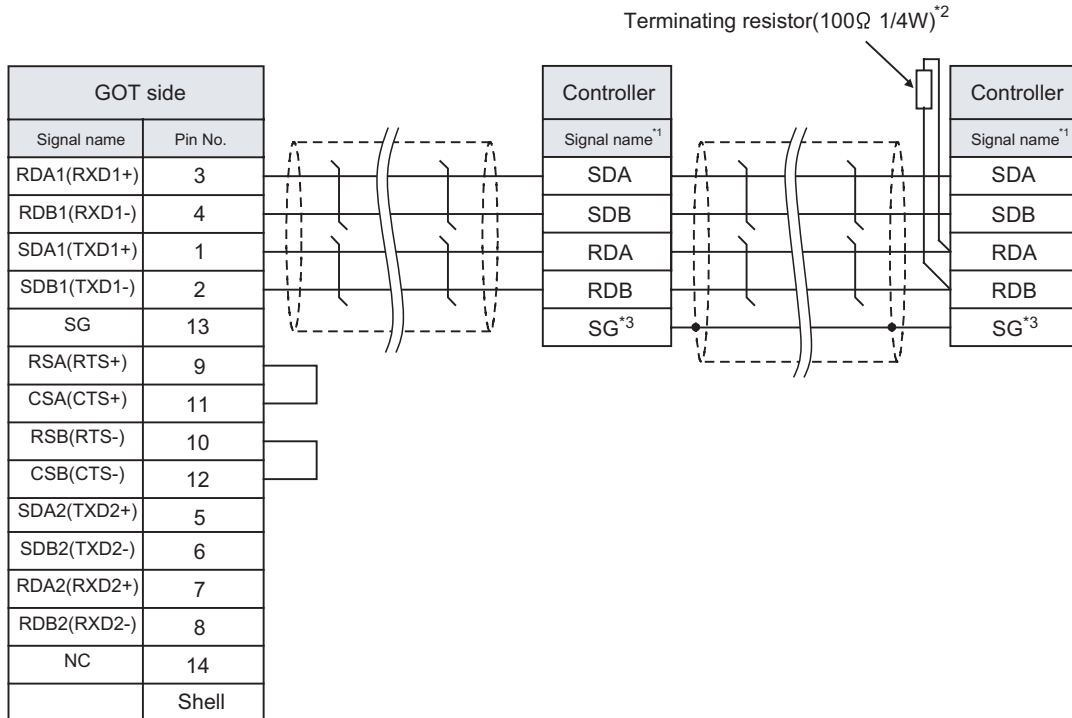 Terminating resistor(100Ω 1/4W)*2
GOT side
Signal name Pin No.
RDA1(RXD1+) 3
RDB1(RXD1-) 4
SDA1(TXD1+) 1
SDB1(TXD1-) 2
SG 13
RSA(RTS+) 9
CSA(CTS+) 11
RSB(RTS-) 10
CSB(CTS-) 12
SDA2(TXD2+) 5
SDB2(TXD2-) 6
RDA2(RXD2+) 7
RDB2(RXD2-) 8
NC 14
Shell
Controller
Signal name*1
SDA
SDB
RDA
RDB
SG*3
Controller
Signal name*1
SDA
SDB
RDA
RDB
SG*3